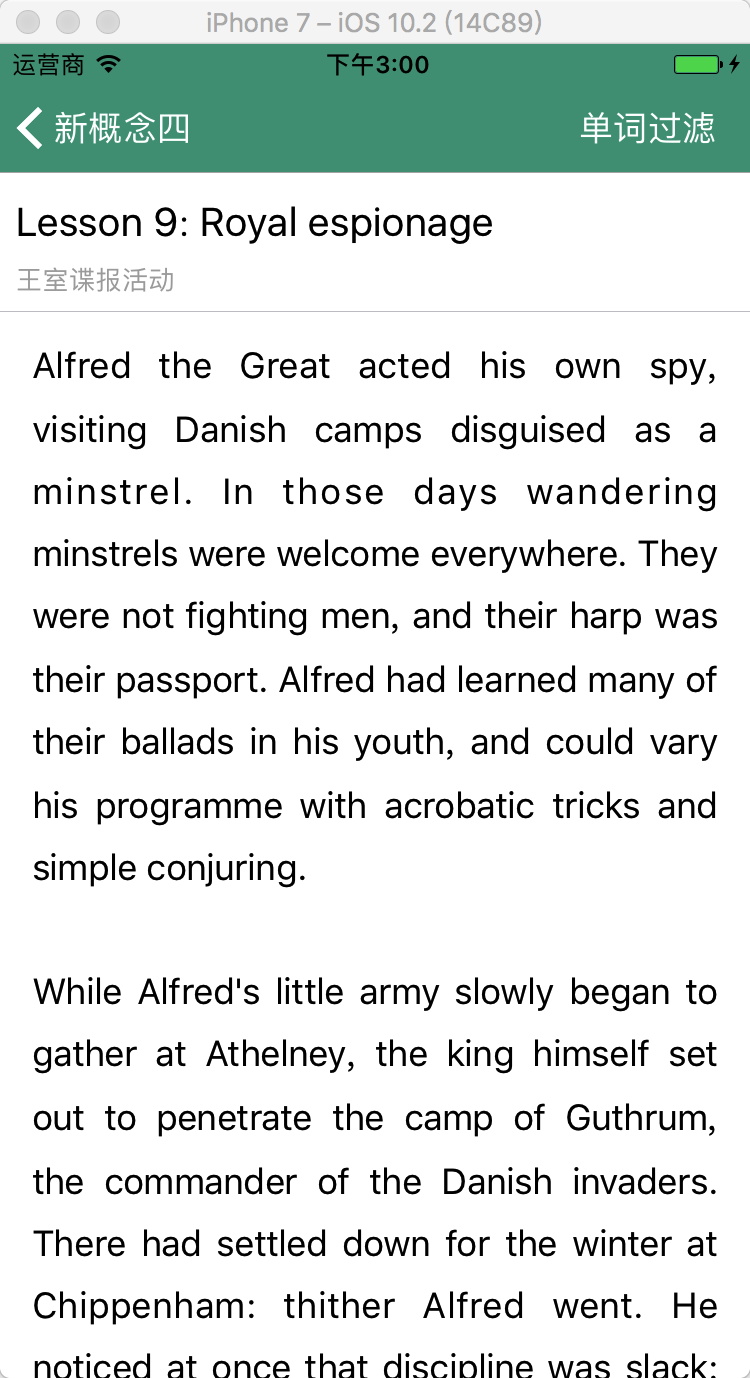 iPhone 7 – iOS 10.2 (14C89)
运营商 下午3:00
新概念四 单词过滤
Lesson 9: Royal espionage
王室谍报活动
Alfred the Great acted his own spy,
visiting Danish camps disguised as a
minstrel. In those days wandering
minstrels were welcome everywhere. They
were not fighting men, and their harp was
their passport. Alfred had learned many of
their ballads in his youth, and could vary
his programme with acrobatic tricks and
simple conjuring.
While Alfred's little army slowly began to
gather at Athelney, the king himself set
out to penetrate the camp of Guthrum,
the commander of the Danish invaders.
There had settled down for the winter at
Chippenham: thither Alfred went. He
noticed at once that discipline was slack: